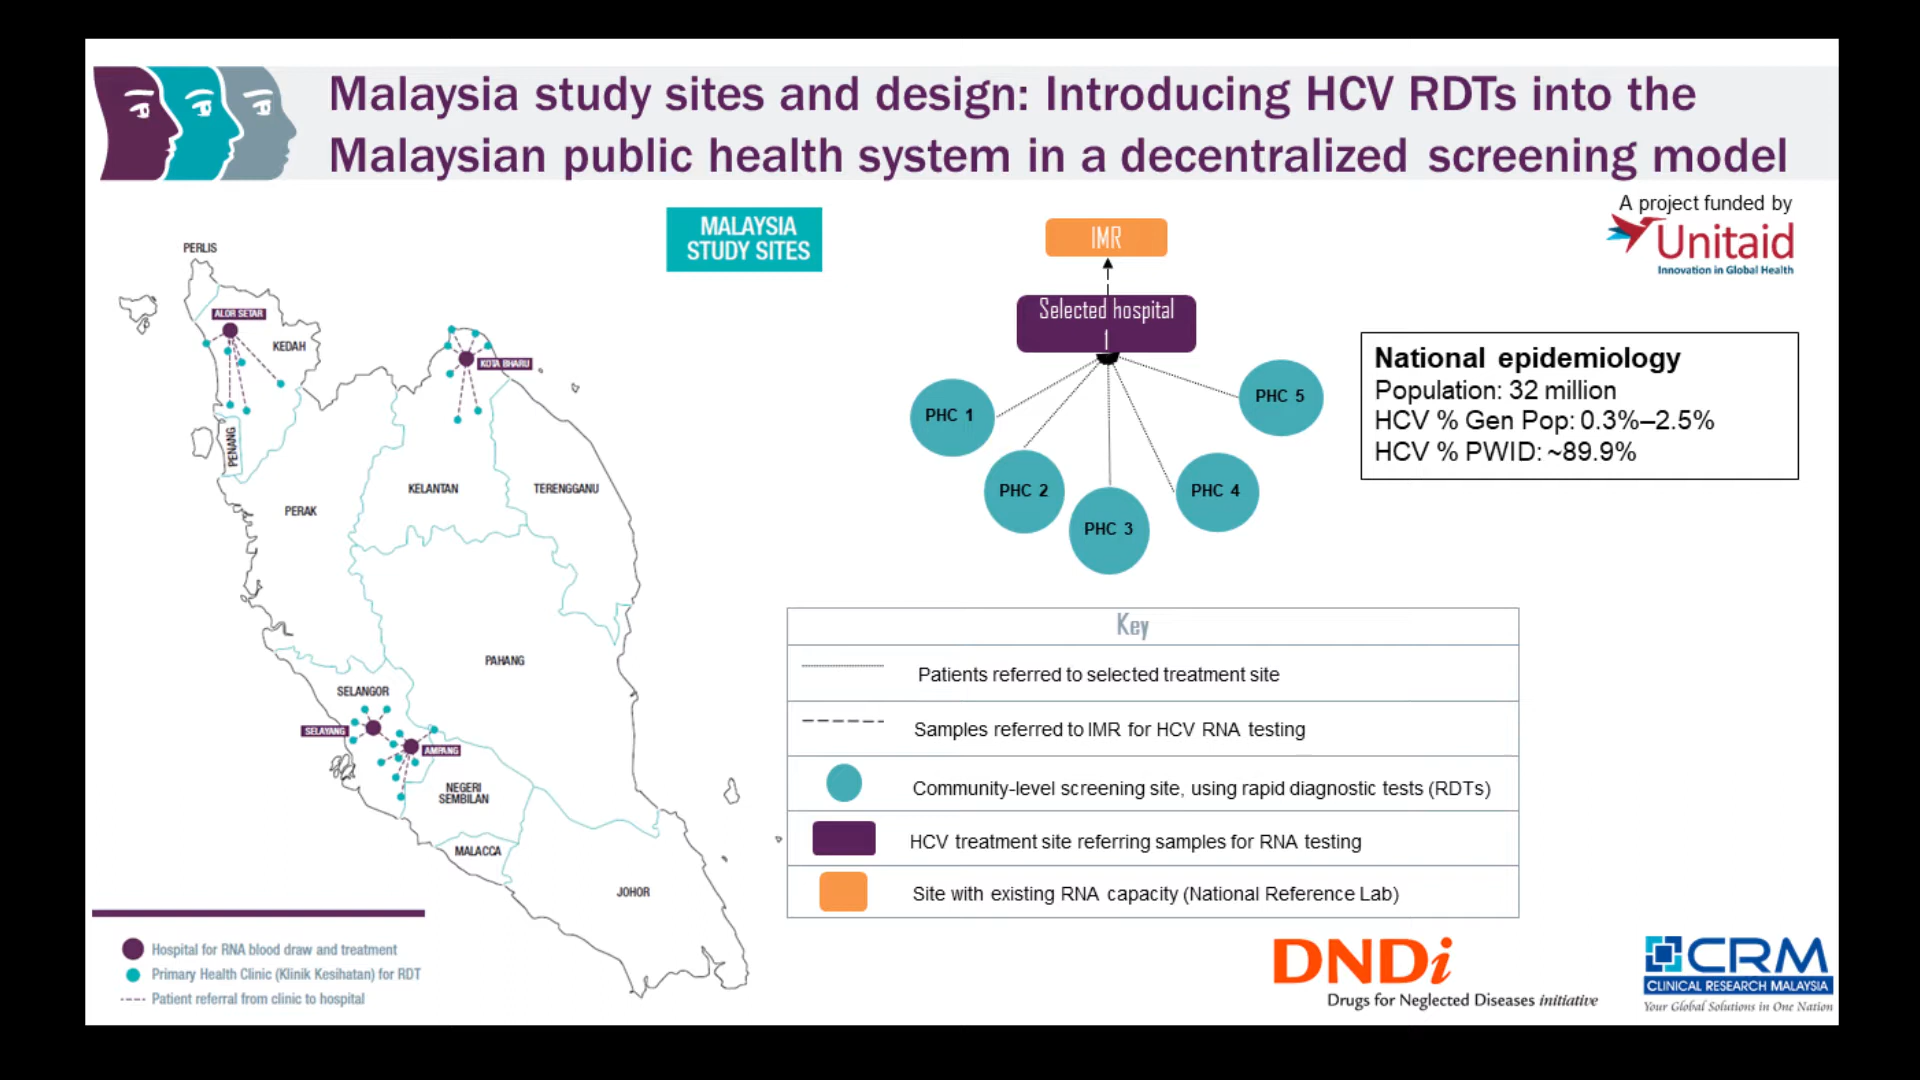 Malaysia study sites and design: Introducing HCV RDTs into the
Malaysian public health system in a decentralized screening model
A project funded by
Unitaid
Innovation in Global Health
MALAYSIA
STUDY SITES
PERLIS
ALOR SETAR
KEDAH
KOTA BHARU
PENANG
PERAK
KELANTAN
TERENGGANU
PAHANG
SELANGOR
SELAYANG
AMPANG
NEGERI
SEMBILAN
MALACCA
JOHOR
Hospital for RNA blood draw and treatment
Primary Health Clinic (Klinik Kesihatan) for RDT
Patient referral from clinic to hospital
IMR
Selected hospital
1
PHC 1
PHC 2
PHC 3
PHC 4
PHC 5
National epidemiology
Population: 32 million
HCV % Gen Pop: 0.3%–2.5%
HCV % PWID: ~89.9%
Key
Patients referred to selected treatment site
Samples referred to IMR for HCV RNA testing
Community-level screening site, using rapid diagnostic tests (RDTs)
HCV treatment site referring samples for RNA testing
Site with existing RNA capacity (National Reference Lab)
DNDi
Drugs for Neglected Diseases initiative
CRM
CLINICAL RESEARCH MALAYSIA
Your Global Solutions in One Nation